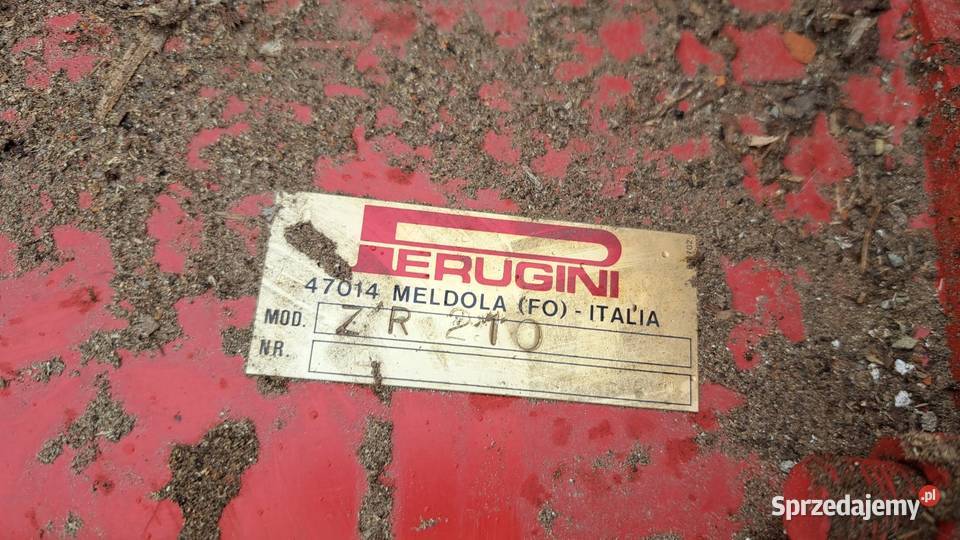 PERUGINI
47014 MELDOLA (FO) - ITALIA
MOD. ZR 210
NR.
Sprzedajemy.pl